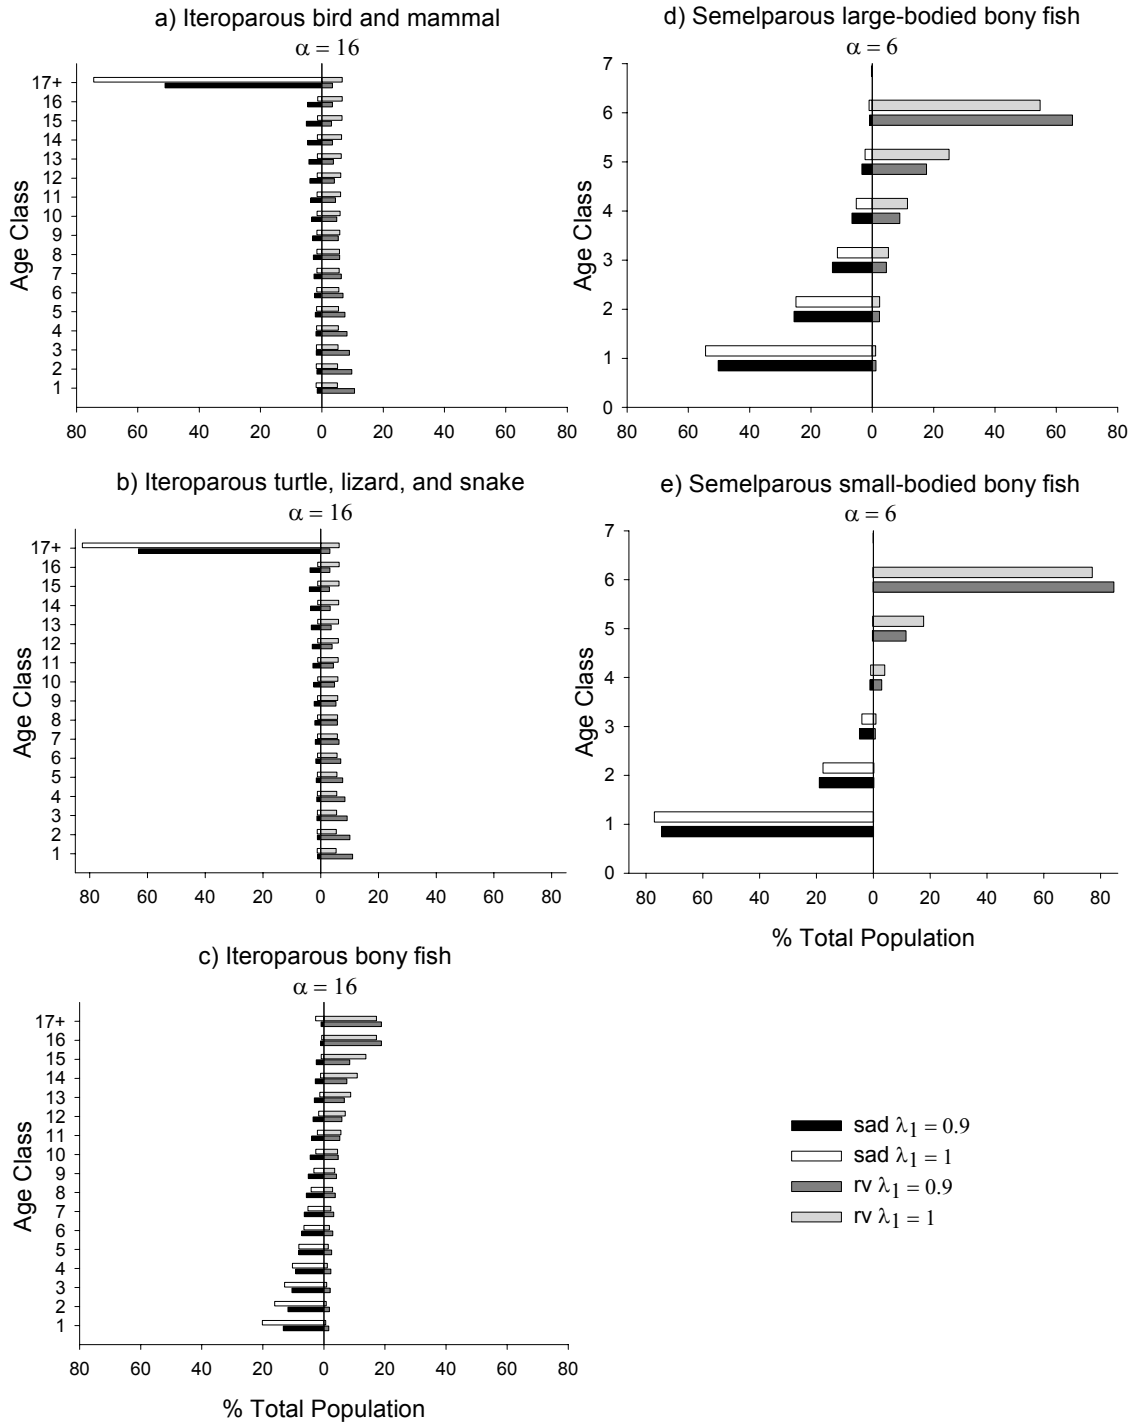 a) Iteroparous bird and mammal
α = 16
Age Class
17+
16
15
14
13
12
11
10
9
8
7
6
5
4
3
2
1
80 60 40 20 0 20 40 60 80
d) Semelparous large-bodied bony fish
α = 6
Age Class
7
6
5
4
3
2
1
0
80 60 40 20 0 20 40 60 80
b) Iteroparous turtle, lizard, and snake
α = 16
Age Class
17+
16
15
14
13
12
11
10
9
8
7
6
5
4
3
2
1
80 60 40 20 0 20 40 60 80
e) Semelparous small-bodied bony fish
α = 6
Age Class
7
6
5
4
3
2
1
0
80 60 40 20 0 20 40 60 80
% Total Population
c) Iteroparous bony fish
α = 16
Age Class
17+
16
15
14
13
12
11
10
9
8
7
6
5
4
3
2
1
80 60 40 20 0 20 40 60 80
% Total Population
sad λ1 = 0.9
sad λ1 = 1
rv λ1 = 0.9
rv λ1 = 1